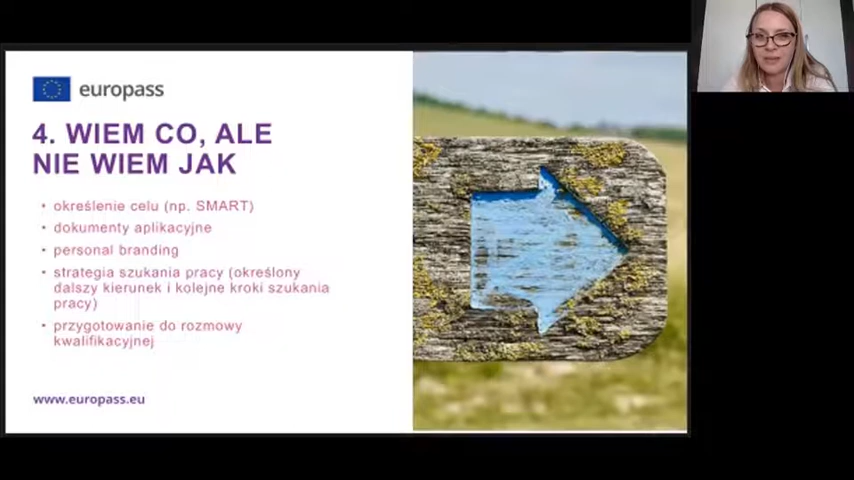 europass
4. WIEM CO, ALE
NIE WIEM JAK
• określenie celu (np. SMART)
• dokumenty aplikacyjne
• personal branding
• strategia szukania pracy (określony
dalszy kierunek i kolejne kroki szukania
pracy)
• przygotowanie do rozmowy
kwalifikacyjnej
www.europass.eu